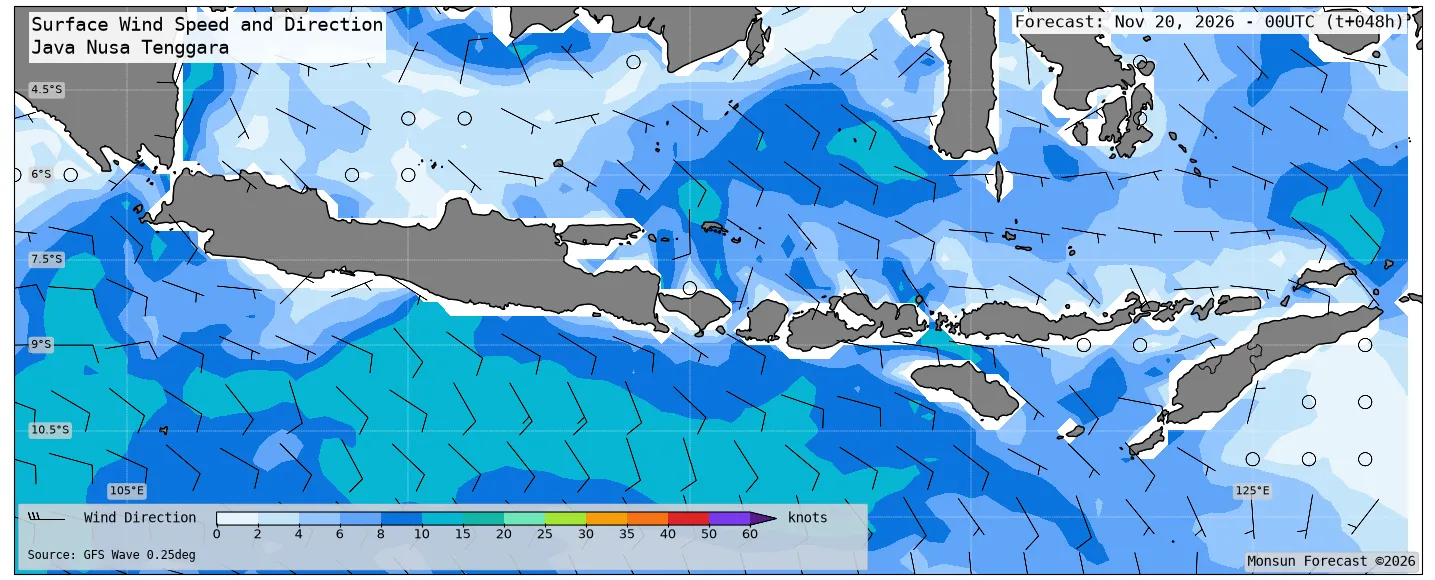 Surface Wind Speed and Direction
Java Nusa Tenggara
Forecast: Nov 20, 2026 - 00UTC (t+048h)
4.5°S
6°S
7.5°S
9°S
10.5°S
105°E
125°E
Wind Direction
0 2 4 6 8 10 15 20 25 30 35 40 50 60
knots
Source: GFS Wave 0.25deg
Monsun Forecast ©2026